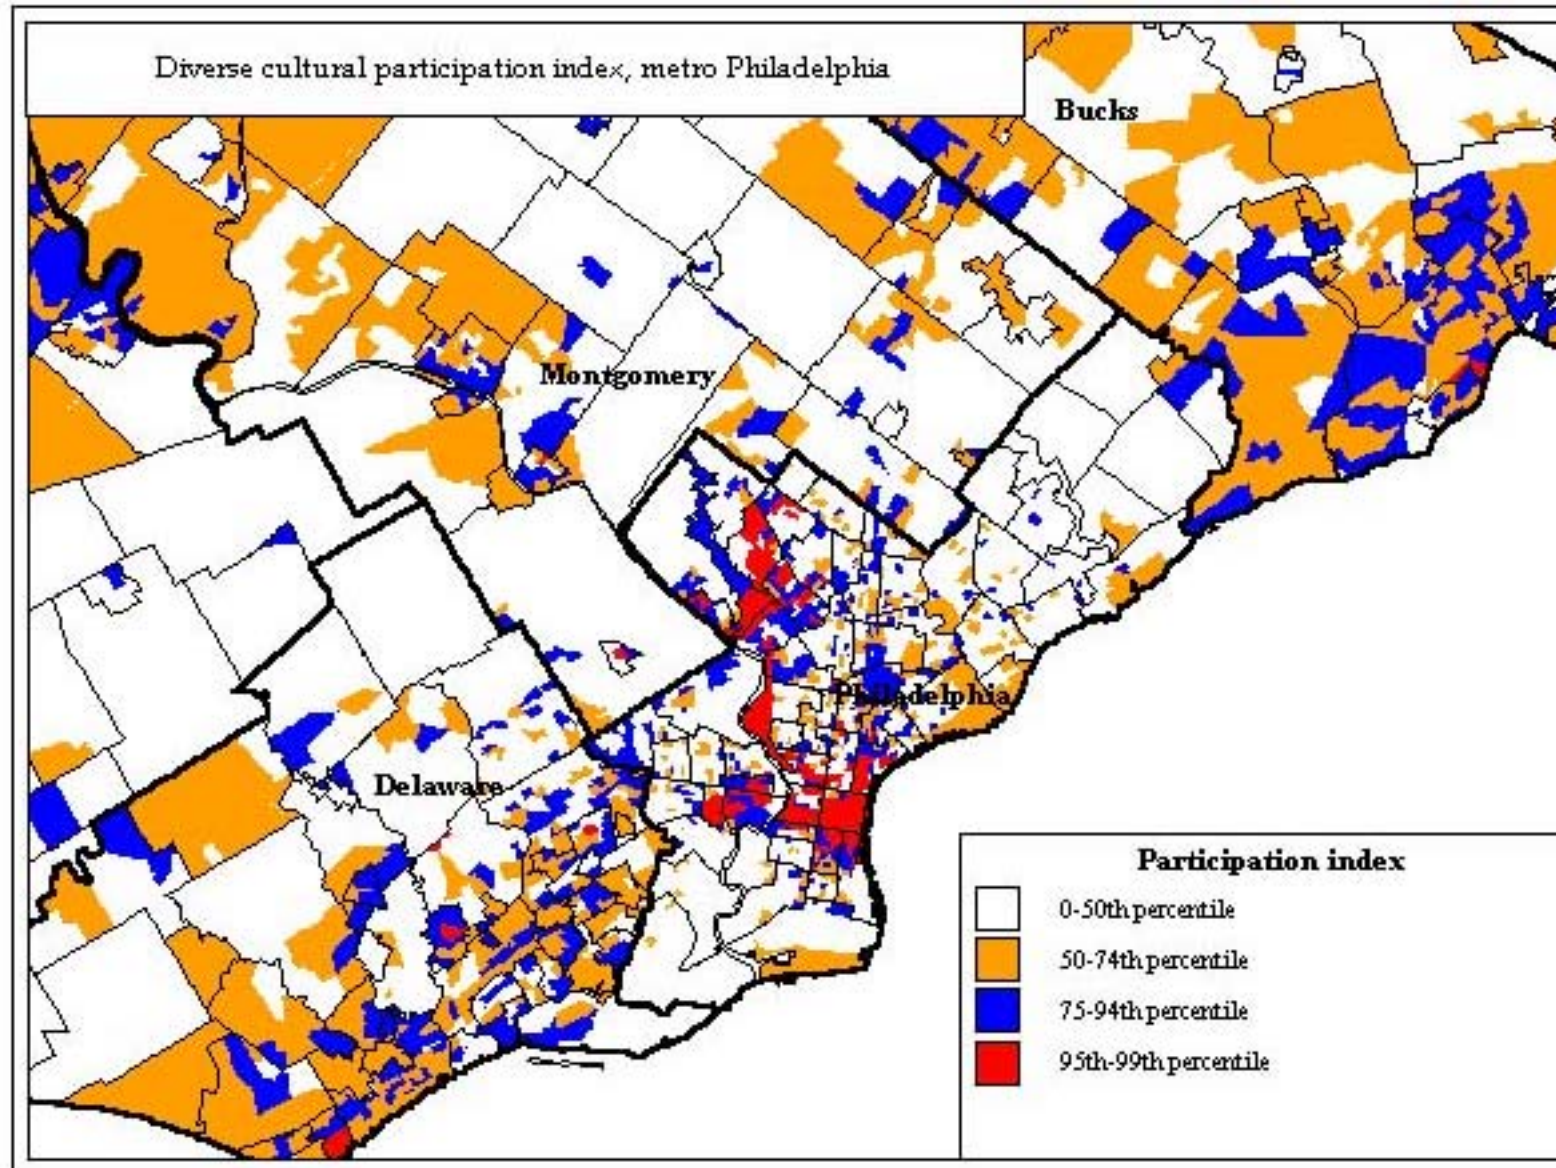 Diverse cultural participation index, metro Philadelphia
Bucks
Montgomery
Philadelphia
Delaware
Participation index
0-50th percentile
50-74th percentile
75-94th percentile
95th-99th percentile